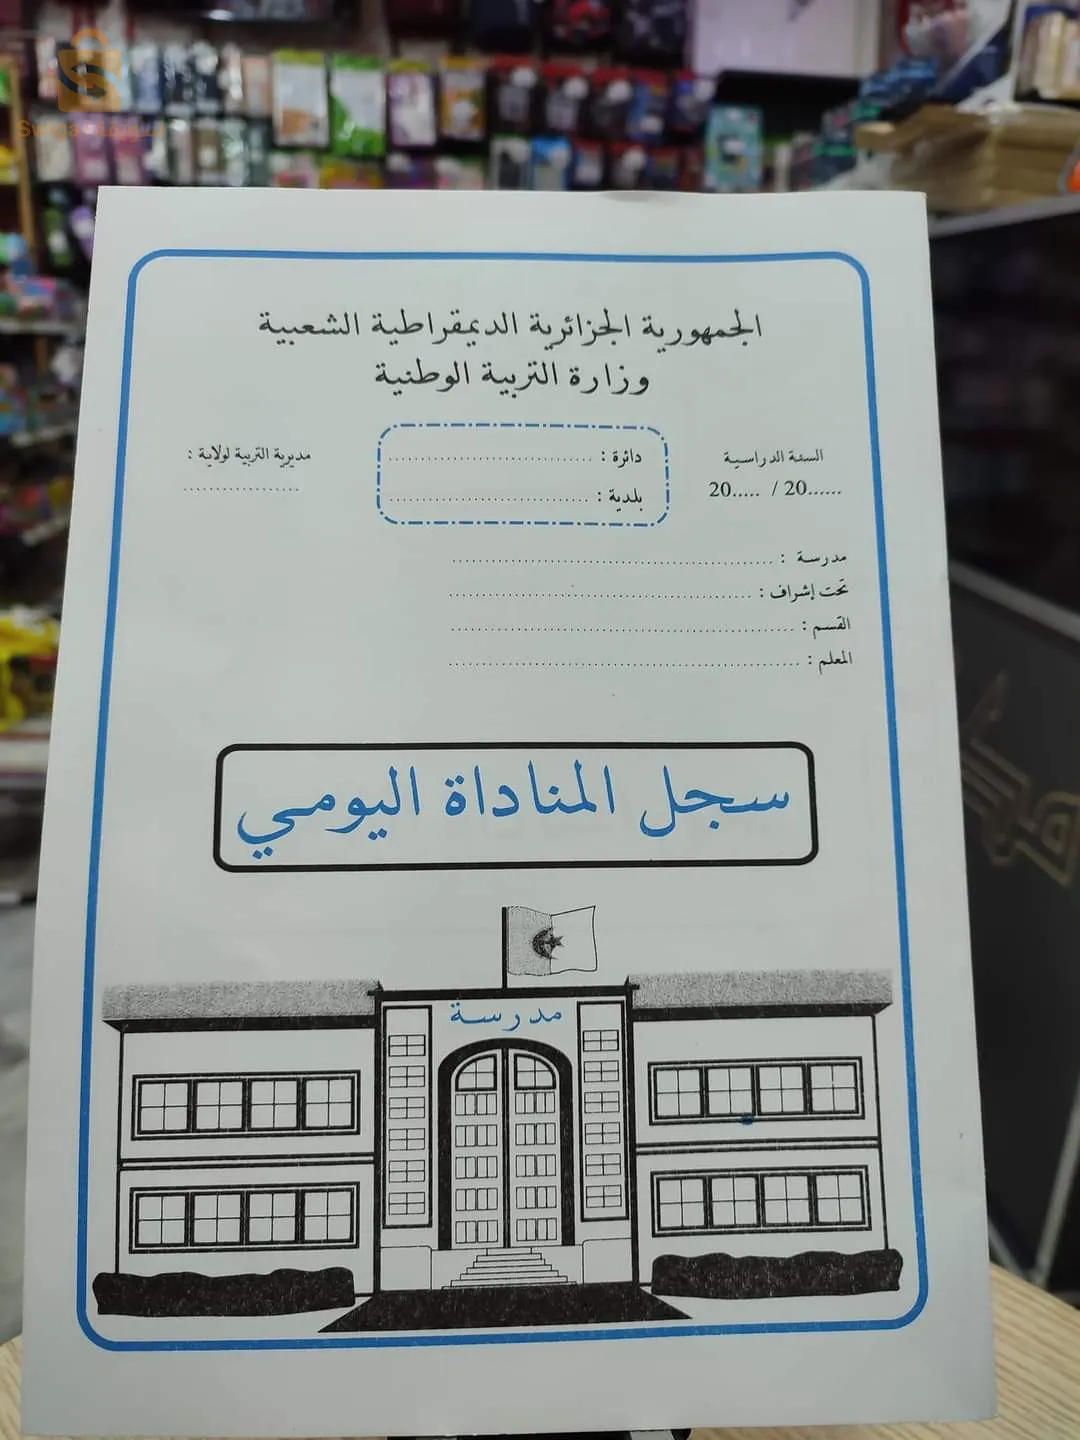 الجمهورية الجزائرية الديمقراطية الشعبية
وزارة التربية الوطنية
السنة الدراسية
20..... / 20......
دائرة : ................................
بلدية : ................................
مديرية التربية لولاية :
..................
مدرسة : ................................................
تحت إشراف : ................................................
القسم : ................................................
المعلم : ................................................
سجل المناداة اليومي
مدرسة